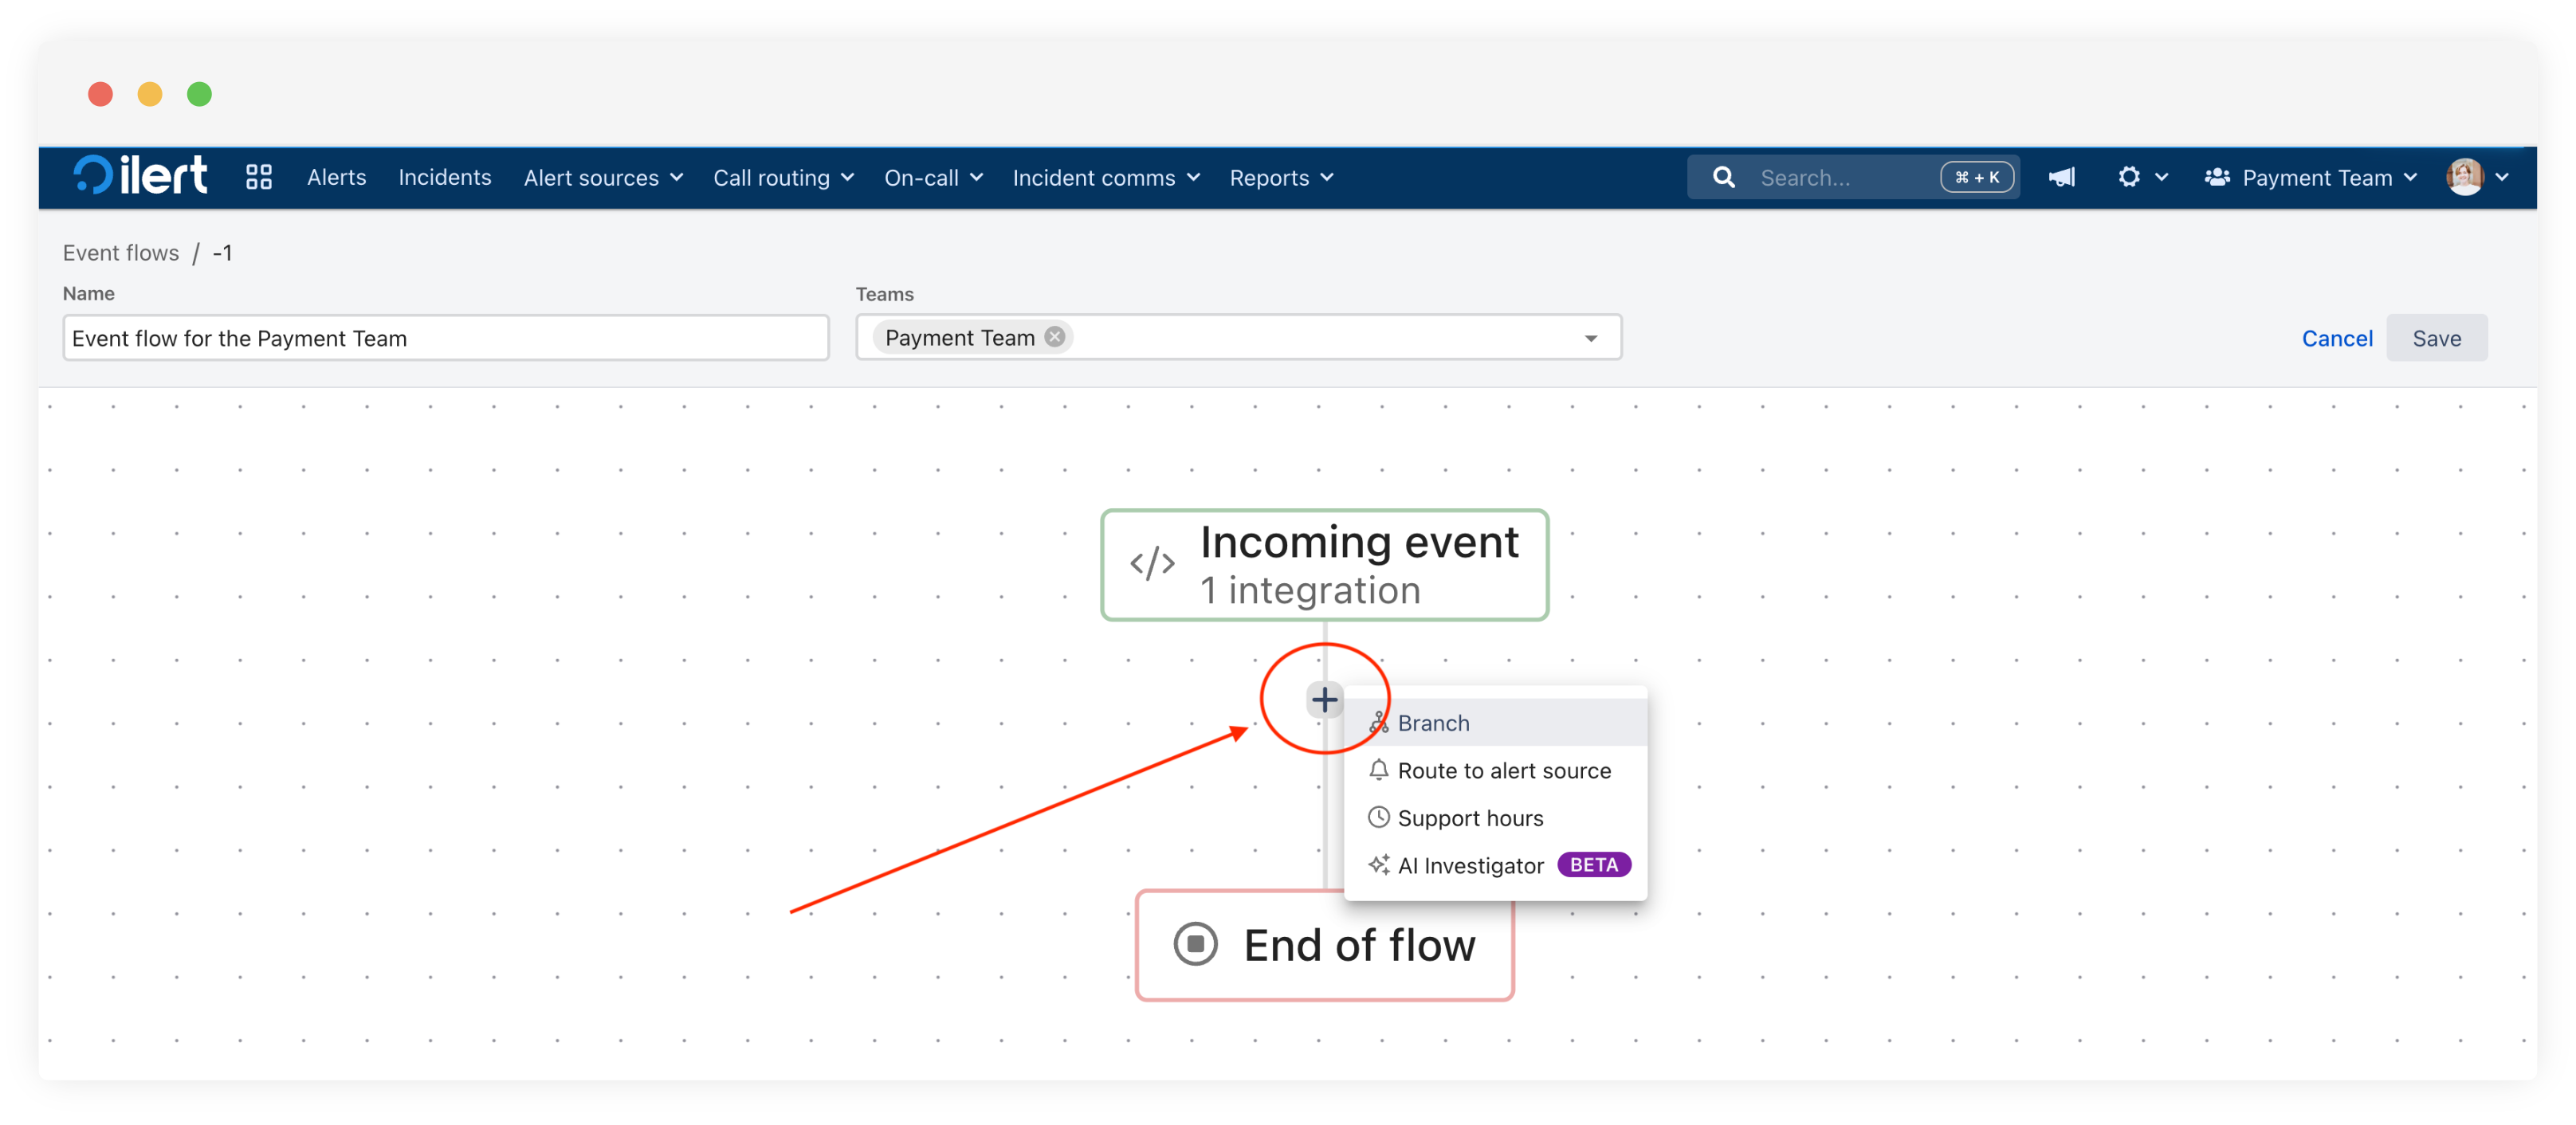 ilert Alerts Incidents Alert sources Call routing On-call Incident comms Reports Search... ⌘ + K Payment Team
Event flows / -1
Name Teams
Event flow for the Payment Team Payment Team Cancel Save
</> Incoming event
1 integration
+
Branch
Route to alert source
Support hours
AI Investigator BETA
End of flow